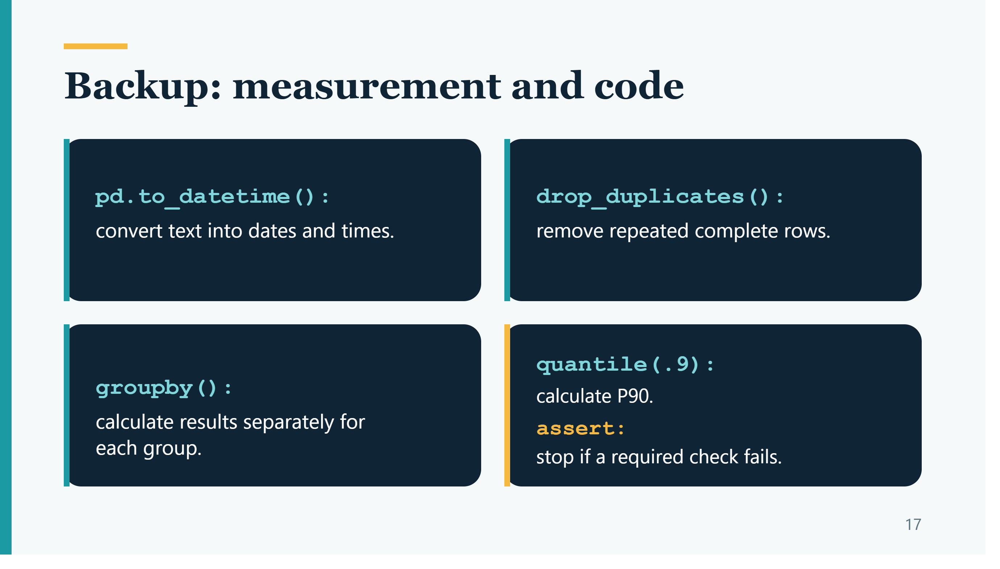 Backup: measurement and code
pd.to_datetime():
convert text into dates and times.
drop_duplicates():
remove repeated complete rows.
groupby():
calculate results separately for
each group.
quantile(.9):
calculate P90.
assert:
stop if a required check fails.
17